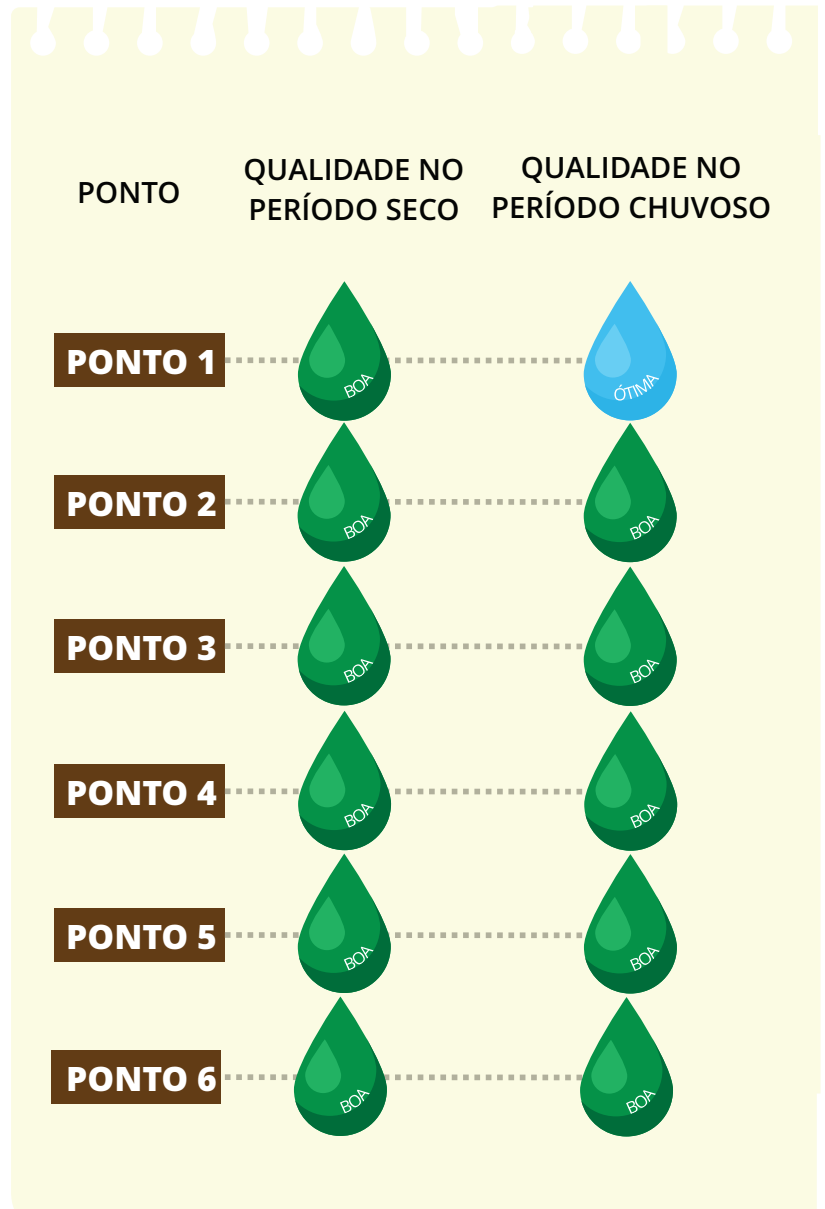 PONTO
QUALIDADE NO
PERÍODO SECO
QUALIDADE NO
PERÍODO CHUVOSO
PONTO 1
BOA
ÓTIMA
PONTO 2
BOA
BOA
PONTO 3
BOA
BOA
PONTO 4
BOA
BOA
PONTO 5
BOA
BOA
PONTO 6
BOA
BOA